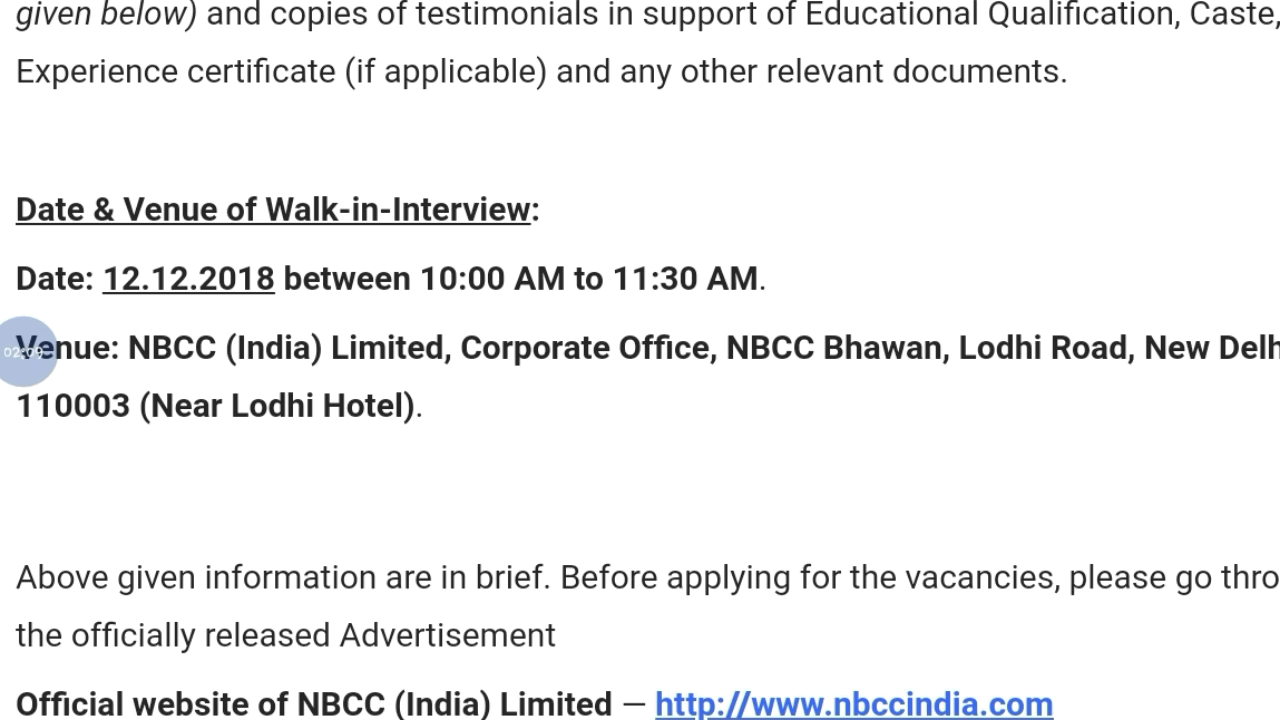 given below) and copies of testimonials in support of Educational Qualification, Caste,
Experience certificate (if applicable) and any other relevant documents.
Date & Venue of Walk-in-Interview:
Date: 12.12.2018 between 10:00 AM to 11:30 AM.
Venue: NBCC (India) Limited, Corporate Office, NBCC Bhawan, Lodhi Road, New Delh
110003 (Near Lodhi Hotel).
Above given information are in brief. Before applying for the vacancies, please go thro
the officially released Advertisement
Official website of NBCC (India) Limited – http://www.nbccindia.com